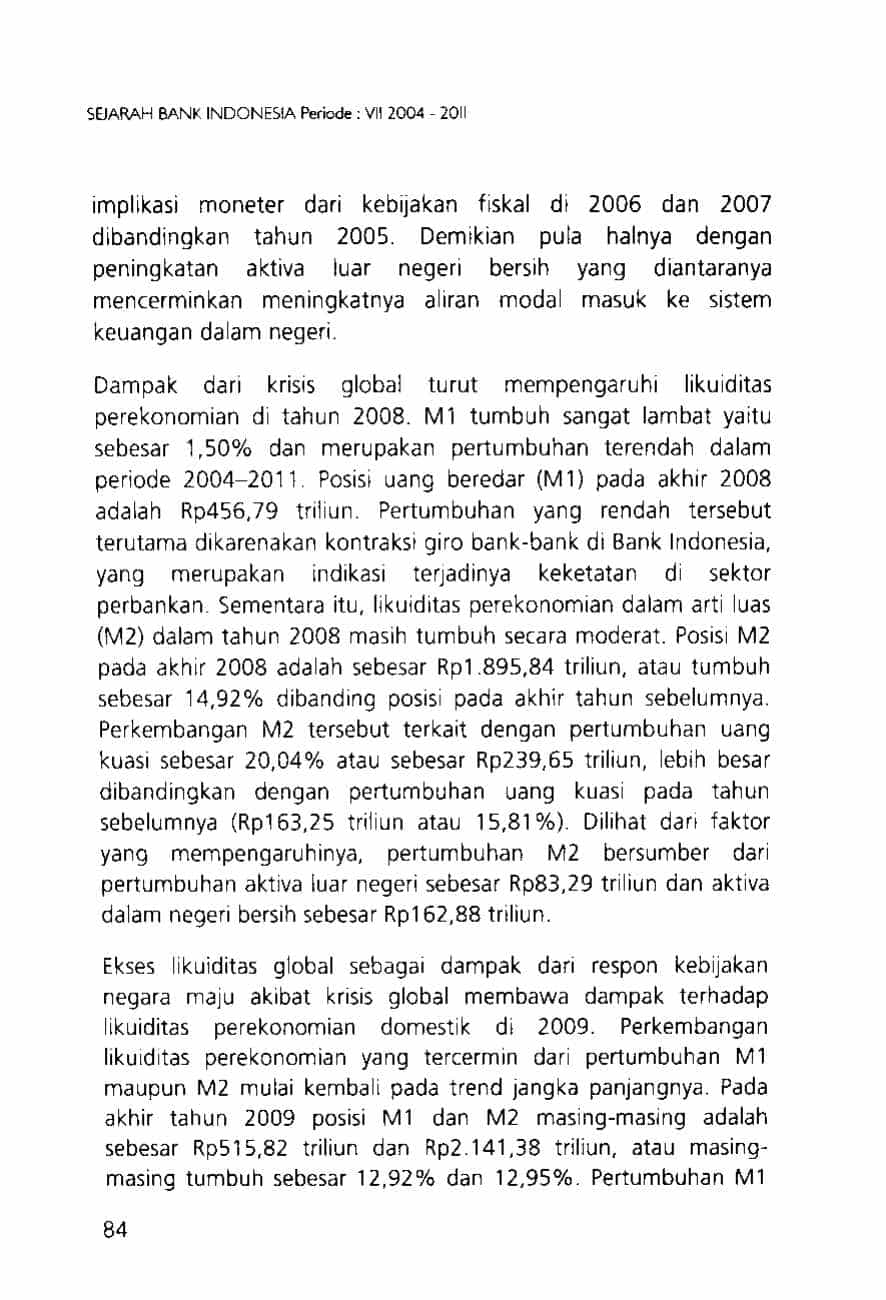 SEJARAH BANK INDONESIA Periode : VII 2004 - 2011
implikasi moneter dari kebijakan fiskal di 2006 dan 2007
dibandingkan tahun 2005. Demikian pula halnya dengan
peningkatan aktiva luar negeri bersih yang diantaranya
mencerminkan meningkatnya aliran modal masuk ke sistem
keuangan dalam negeri.
Dampak dari krisis global turut mempengaruhi likuiditas
perekonomian di tahun 2008. M1 tumbuh sangat lambat yaitu
sebesar 1,50% dan merupakan pertumbuhan terendah dalam
periode 2004–2011. Posisi uang beredar (M1) pada akhir 2008
adalah Rp456,79 triliun. Pertumbuhan yang rendah tersebut
terutama dikarenakan kontraksi giro bank-bank di Bank Indonesia,
yang merupakan indikasi terjadinya keketatan di sektor
perbankan. Sementara itu, likuiditas perekonomian dalam arti luas
(M2) dalam tahun 2008 masih tumbuh secara moderat. Posisi M2
pada akhir 2008 adalah sebesar Rp1.895,84 triliun, atau tumbuh
sebesar 14,92% dibanding posisi pada akhir tahun sebelumnya.
Perkembangan M2 tersebut terkait dengan pertumbuhan uang
kuasi sebesar 20,04% atau sebesar Rp239,65 triliun, lebih besar
dibandingkan dengan pertumbuhan uang kuasi pada tahun
sebelumnya (Rp163,25 triliun atau 15,81%). Dilihat dari faktor
yang mempengaruhinya, pertumbuhan M2 bersumber dari
pertumbuhan aktiva luar negeri sebesar Rp83,29 triliun dan aktiva
dalam negeri bersih sebesar Rp162,88 triliun.
Ekses likuiditas global sebagai dampak dari respon kebijakan
negara maju akibat krisis global membawa dampak terhadap
likuiditas perekonomian domestik di 2009. Perkembangan
likuiditas perekonomian yang tercermin dari pertumbuhan M1
maupun M2 mulai kembali pada trend jangka panjangnya. Pada
akhir tahun 2009 posisi M1 dan M2 masing-masing adalah
sebesar Rp515,82 triliun dan Rp2.141,38 triliun, atau masing-
masing tumbuh sebesar 12,92% dan 12,95%. Pertumbuhan M1
84